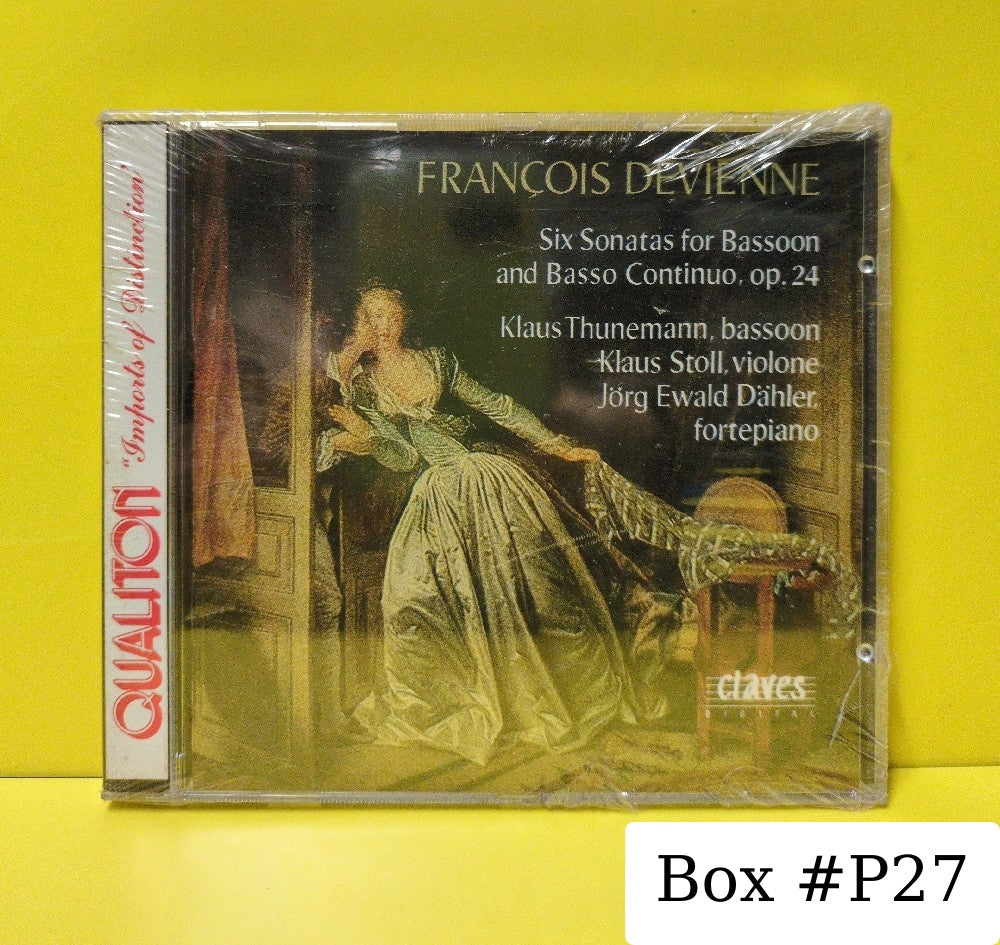 QUALITON "Imports of Distinction"
FRANÇOIS DEVIENNE
Six Sonatas for Bassoon
and Basso Continuo, op. 24
Klaus Thunemann, bassoon
Klaus Stoll, violone
Jörg Ewald Dähler,
fortepiano
claves
DIGITAL
Box #P27